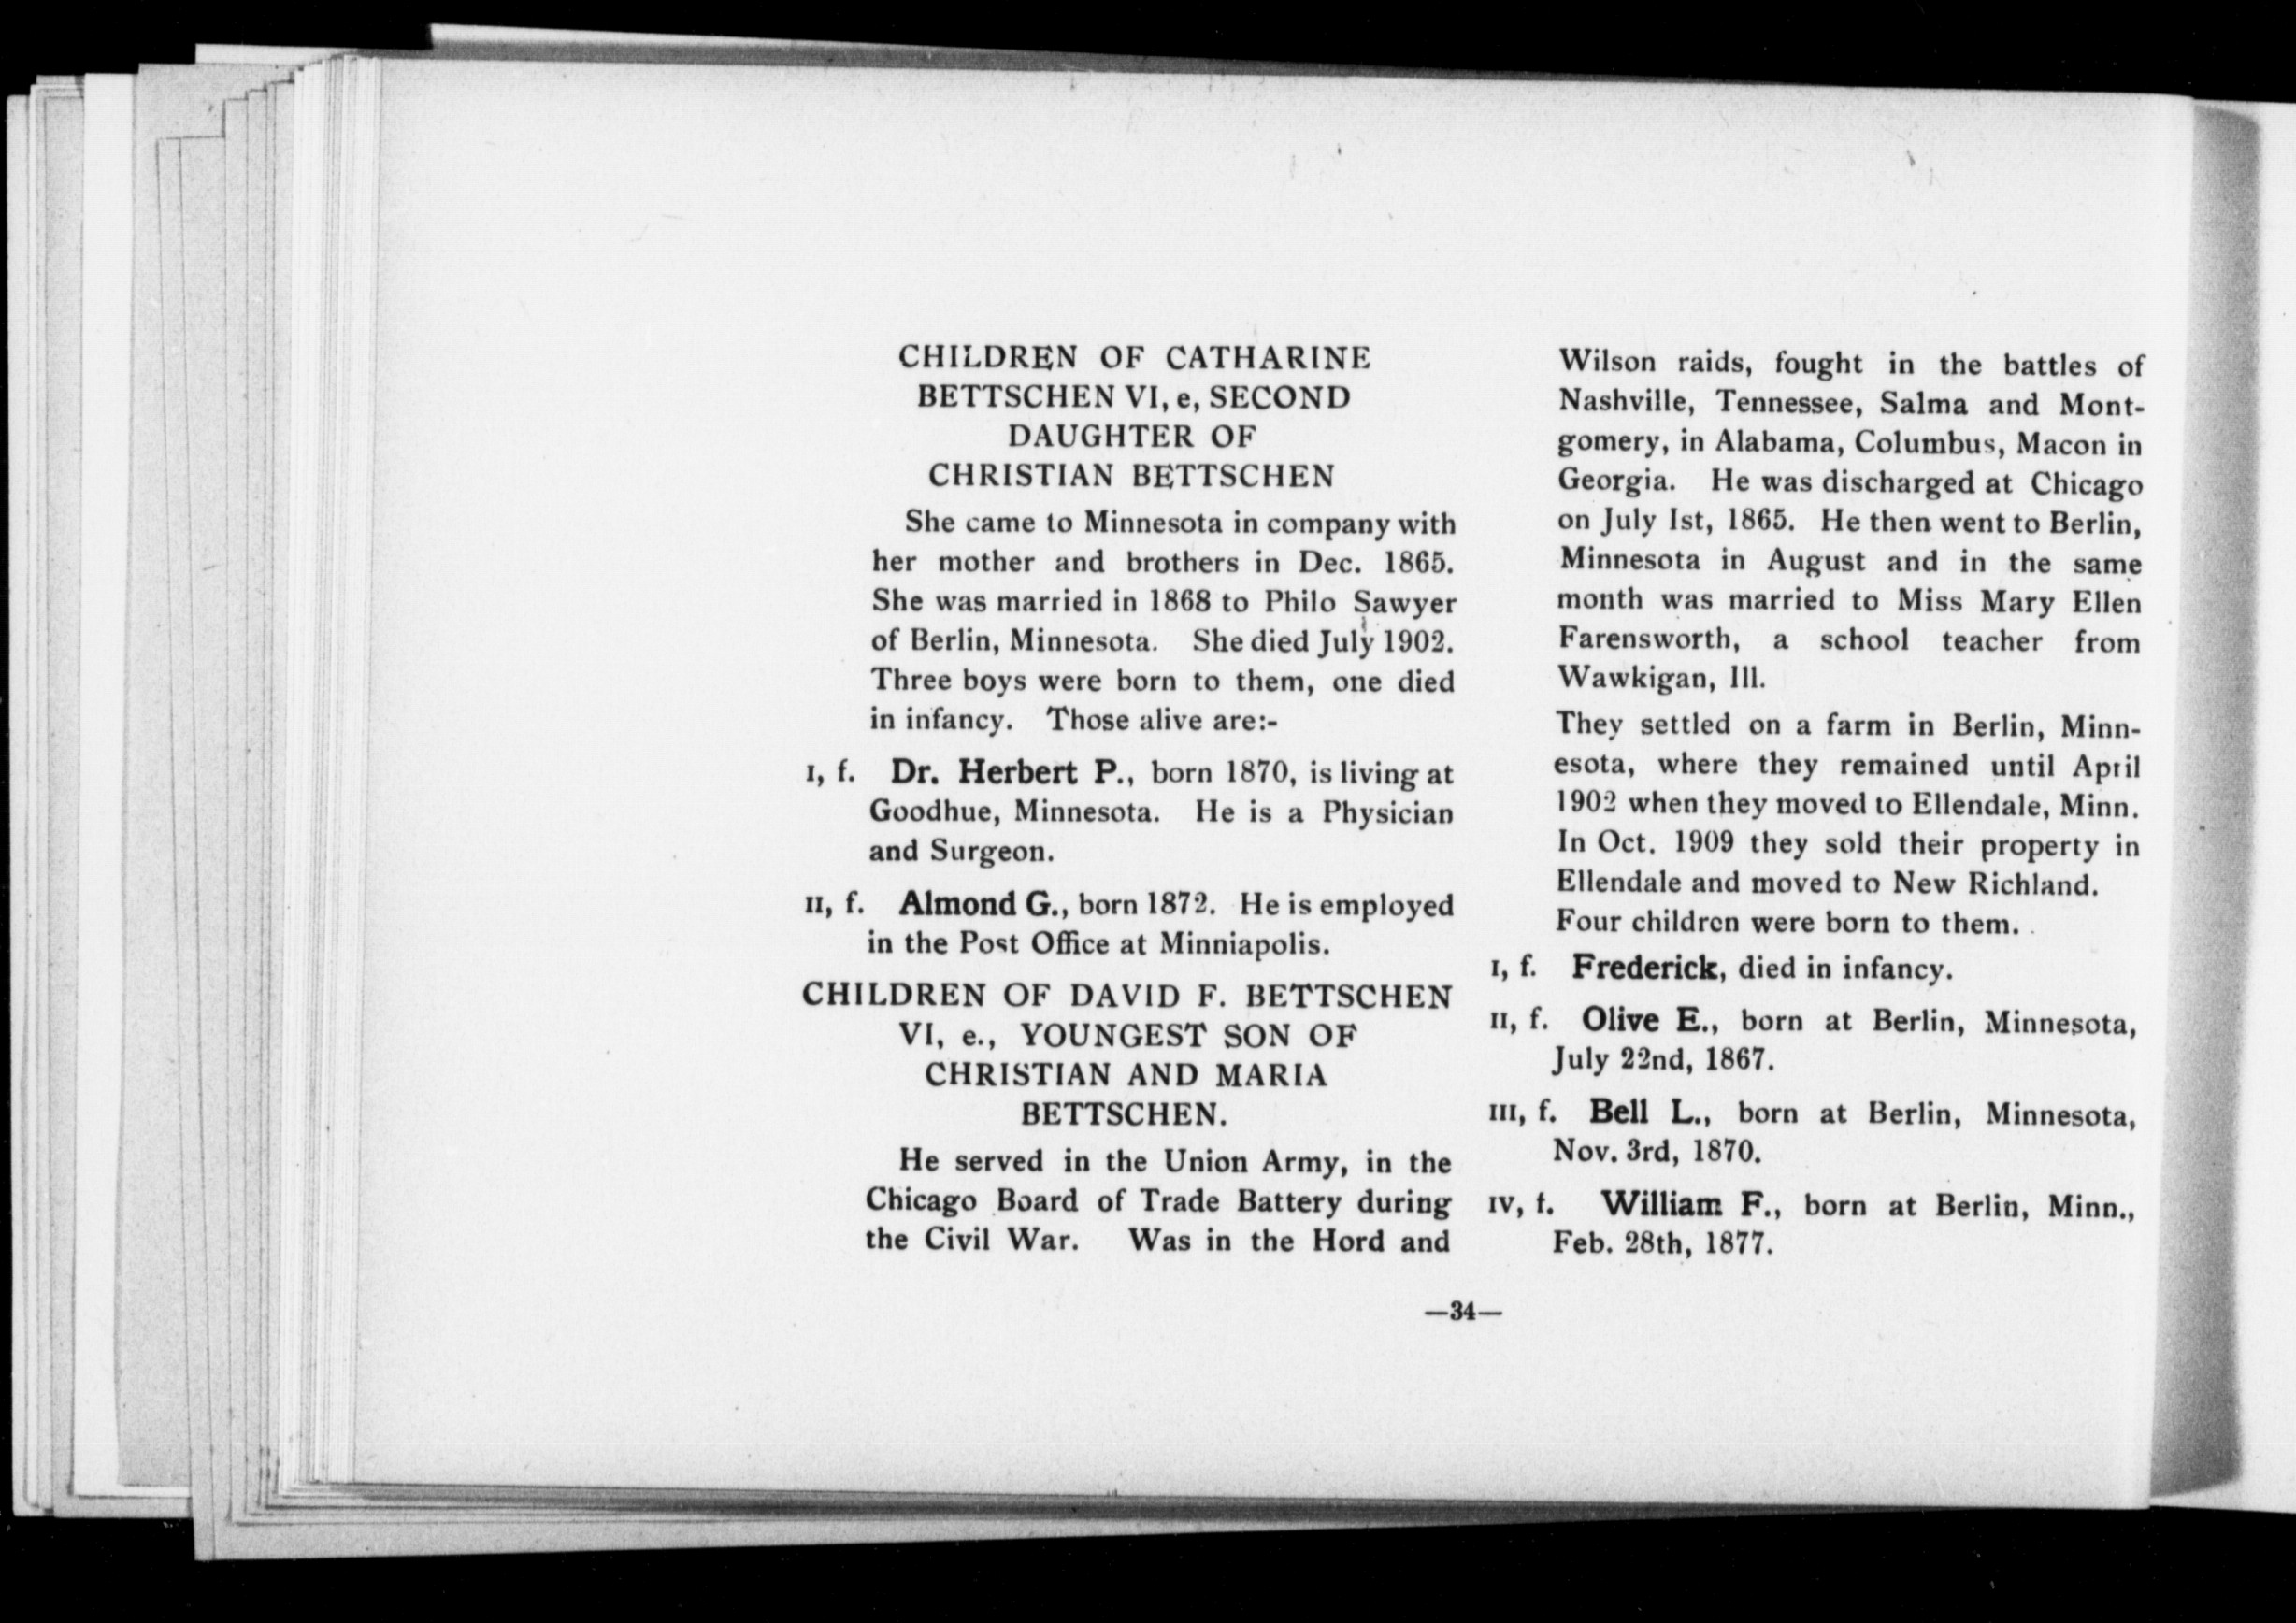 CHILDREN OF CATHARINE
BETTSCHEN VI, e, SECOND
DAUGHTER OF
CHRISTIAN BETTSCHEN
She came to Minnesota in company with
her mother and brothers in Dec. 1865.
She was married in 1868 to Philo Sawyer
of Berlin, Minnesota. She died July 1902.
Three boys were born to them, one died
in infancy. Those alive are:-
I, f. Dr. Herbert P., born 1870, is living at
Goodhue, Minnesota. He is a Physician
and Surgeon.
II, f. Almond G., born 1872. He is employed
in the Post Office at Minniapolis.
CHILDREN OF DAVID F. BETTSCHEN
VI, e., YOUNGEST SON OF
CHRISTIAN AND MARIA
BETTSCHEN.
He served in the Union Army, in the
Chicago Board of Trade Battery during
the Civil War. Was in the Hord and
Wilson raids, fought in the battles of
Nashville, Tennessee, Salma and Mont-
gomery, in Alabama, Columbus, Macon in
Georgia. He was discharged at Chicago
on July Ist, 1865. He then went to Berlin,
Minnesota in August and in the same
month was married to Miss Mary Ellen
Farensworth, a school teacher from
Wawkigan, Ill.
They settled on a farm in Berlin, Minn-
esota, where they remained until April
1902 when they moved to Ellendale, Minn.
In Oct. 1909 they sold their property in
Ellendale and moved to New Richland.
Four children were born to them.
I, f. Frederick, died in infancy.
II, f. Olive E., born at Berlin, Minnesota,
July 22nd, 1867.
III, f. Bell L., born at Berlin, Minnesota,
Nov. 3rd, 1870.
IV, f. William F., born at Berlin, Minn.,
Feb. 28th, 1877.
—34—